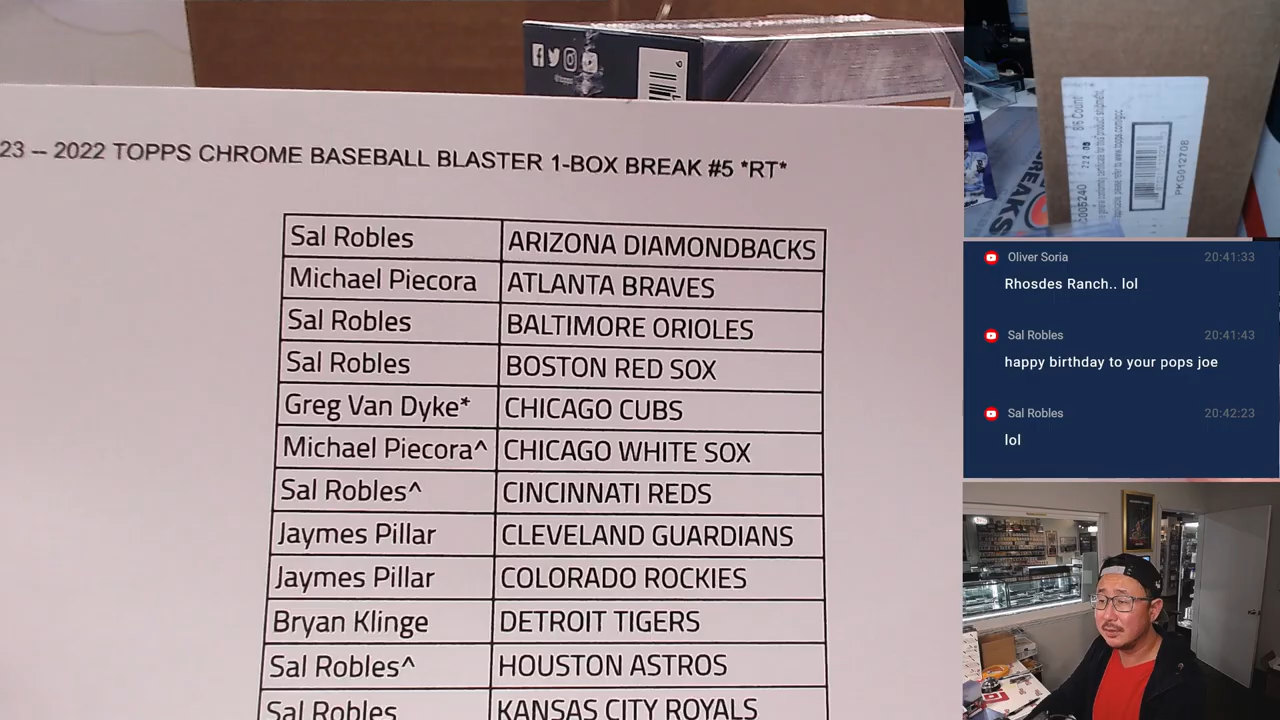 23 – 2022 TOPPS CHROME BASEBALL BLASTER 1-BOX BREAK #5 *RT*
Sal Robles ARIZONA DIAMONDBACKS
Michael Piecora ATLANTA BRAVES
Sal Robles BALTIMORE ORIOLES
Sal Robles BOSTON RED SOX
Greg Van Dyke* CHICAGO CUBS
Michael Piecora^ CHICAGO WHITE SOX
Sal Robles^ CINCINNATI REDS
Jaymes Pillar CLEVELAND GUARDIANS
Jaymes Pillar COLORADO ROCKIES
Bryan Klinge DETROIT TIGERS
Sal Robles^ HOUSTON ASTROS
Sal Robles KANSAS CITY ROYALS
S/6 Count
PKG012708
BREAKS
Oliver Soria 20:41:33
Rhosdes Ranch.. lol
Sal Robles 20:41:43
happy birthday to your pops joe
Sal Robles 20:42:23
lol